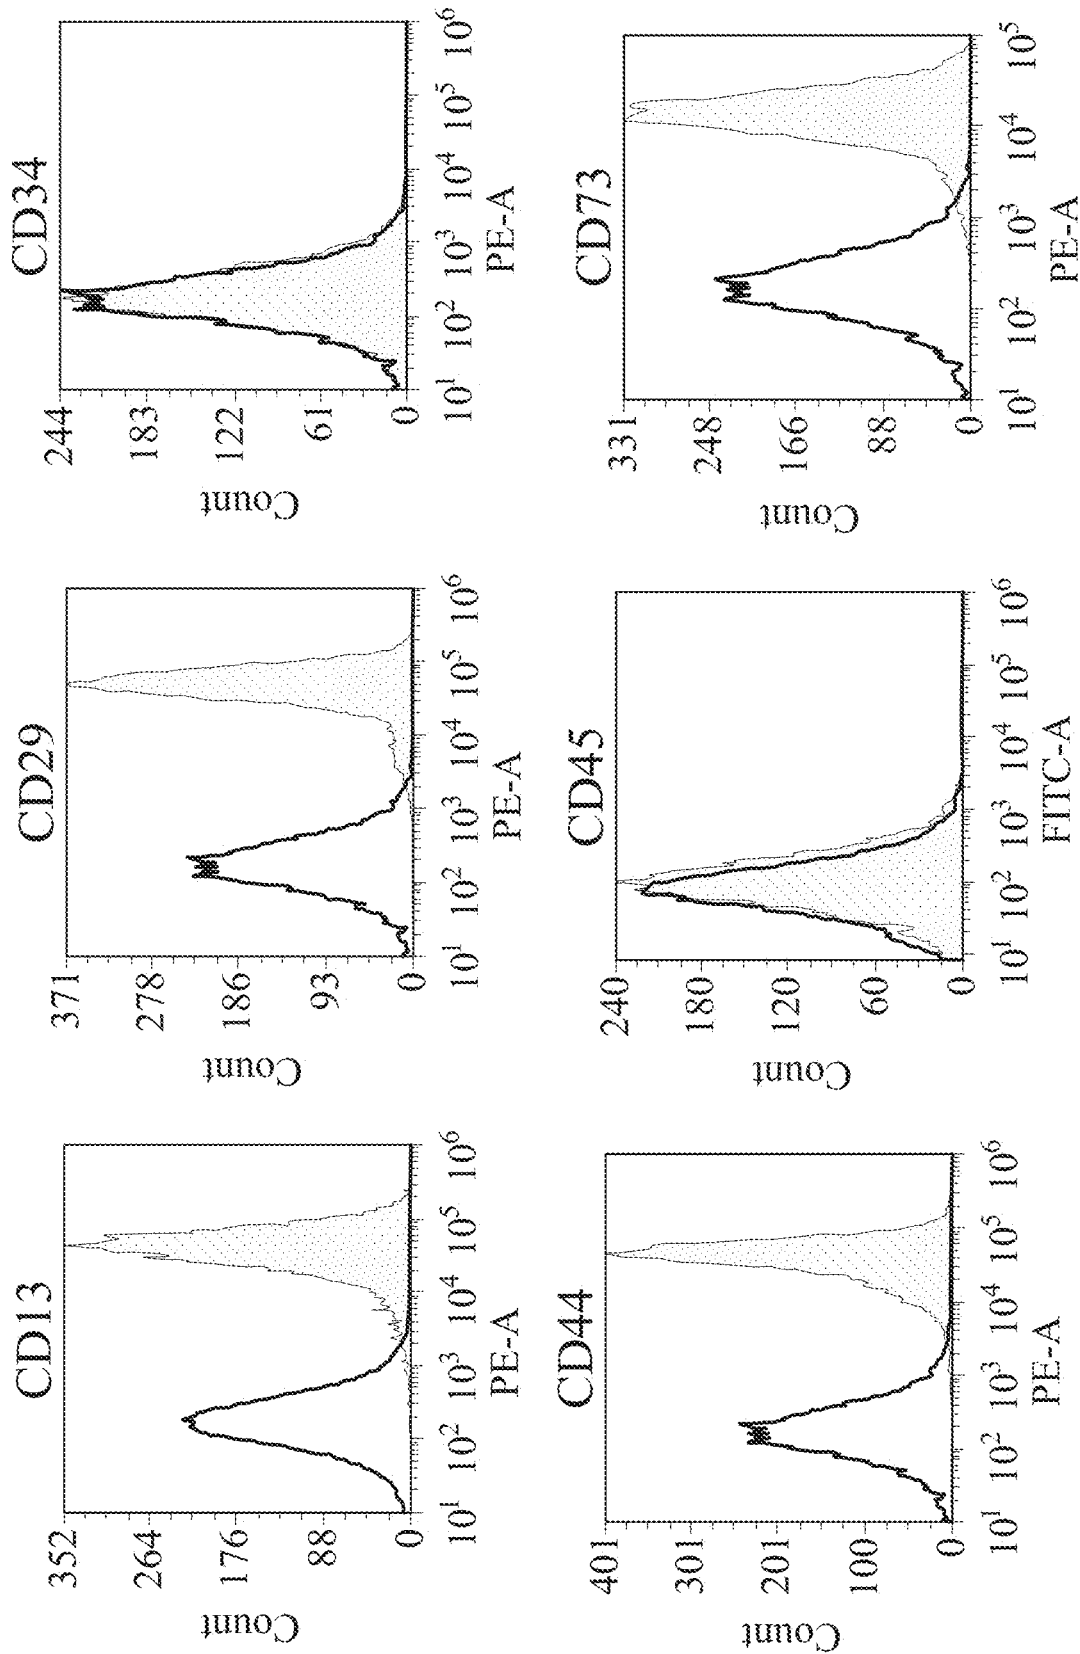 CD13
352
264
176
88
0
Count
10¹ 10² 10³ 10⁴ 10⁵ 10⁶
PE-A
CD29
371
278
186
93
0
Count
10¹ 10² 10³ 10⁴ 10⁵ 10⁶
PE-A
CD34
244
183
122
61
0
Count
10¹ 10² 10³ 10⁴ 10⁵ 10⁶
PE-A
CD44
401
301
201
100
0
Count
10¹ 10² 10³ 10⁴ 10⁵ 10⁶
PE-A
CD45
240
180
120
60
0
Count
10¹ 10² 10³ 10⁴ 10⁵ 10⁶
FITC-A
CD73
331
248
166
88
0
Count
10¹ 10² 10³ 10⁴ 10⁵
PE-A